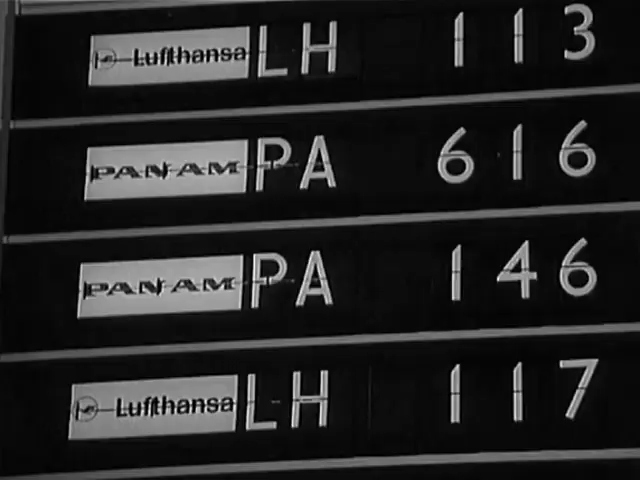 Lufthansa LH 113
PAN AM PA 616
PAN AM PA 146
Lufthansa LH 117